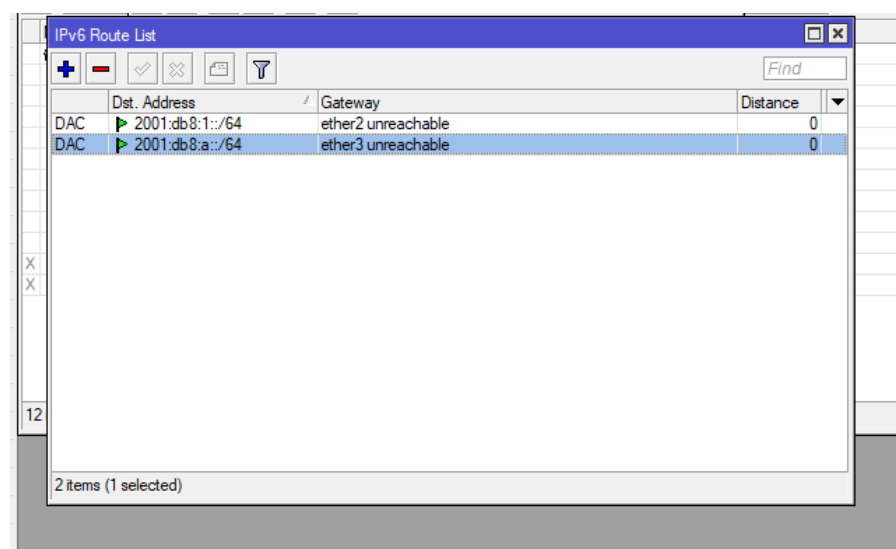 IPv6 Route List
Find
Dst. Address Gateway Distance
DAC 2001:db8:1::/64 ether2 unreachable 0
DAC 2001:db8:a::/64 ether3 unreachable 0
X
X
12
2 items (1 selected)